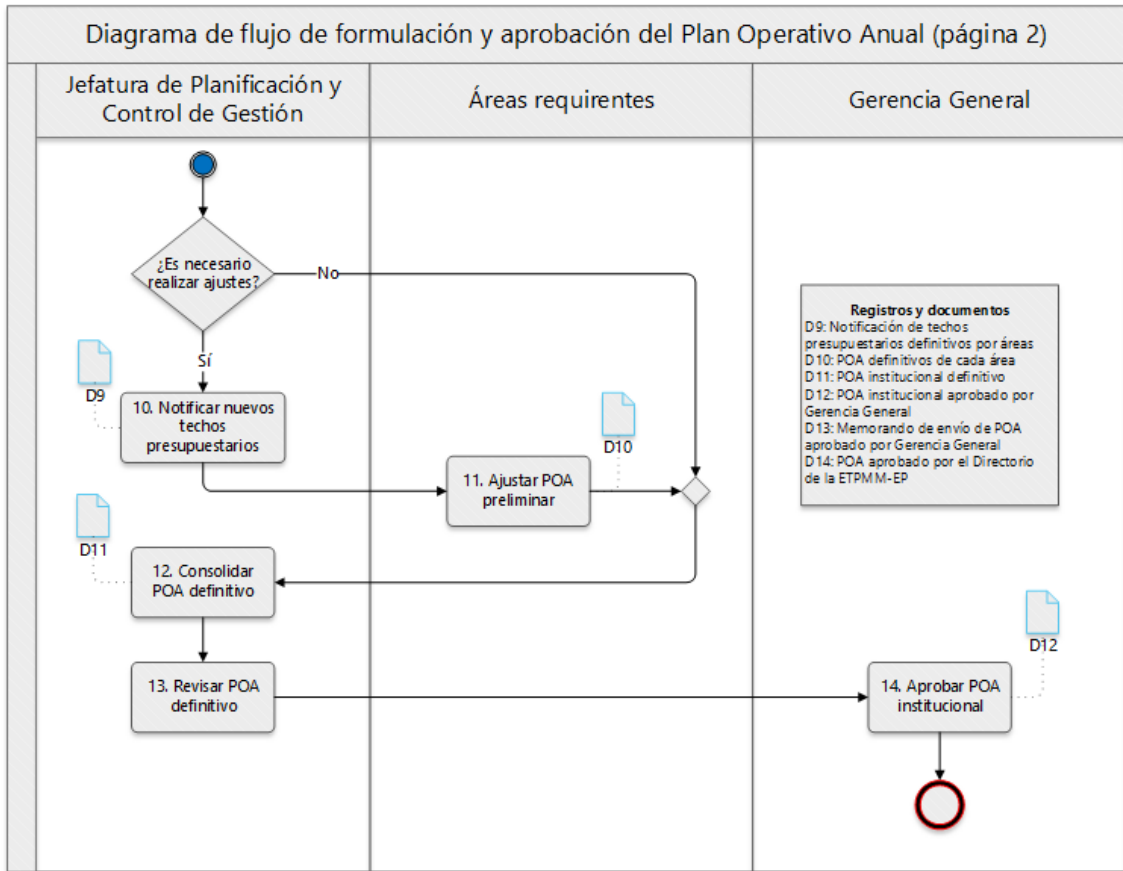 Diagrama de flujo de formulación y aprobación del Plan Operativo Anual (página 2)
Jefatura de Planificación y
Control de Gestión
Áreas requirentes
Gerencia General
¿Es necesario
realizar ajustes?
No
Sí
D9
10. Notificar nuevos
techos
presupuestarios
11. Ajustar POA
preliminar
D10
D11
12. Consolidar
POA definitivo
13. Revisar POA
definitivo
Registros y documentos
D9: Notificación de techos
presupuestarios definitivos por áreas
D10: POA definitivos de cada área
D11: POA institucional definitivo
D12: POA institucional aprobado por
Gerencia General
D13: Memorando de envío de POA
aprobado por Gerencia General
D14: POA aprobado por el Directorio
de la ETPMM-EP
D12
14. Aprobar POA
institucional